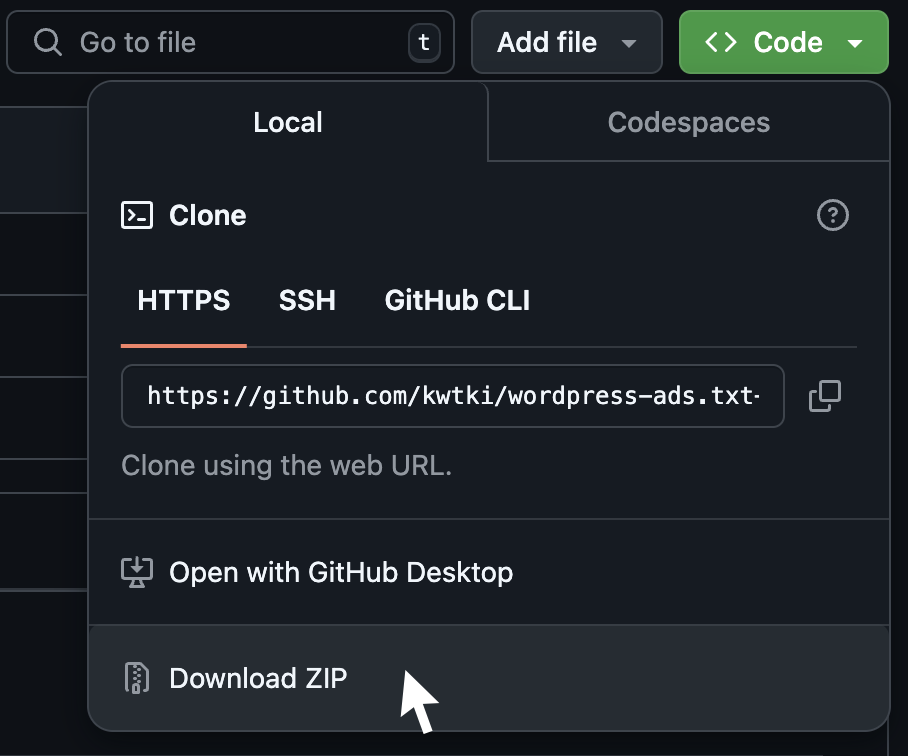 Go to file t Add file Code
Local Codespaces
Clone
HTTPS SSH GitHub CLI
https://github.com/kwtki/wordpress-ads.txt-
Clone using the web URL.
Open with GitHub Desktop
Download ZIP